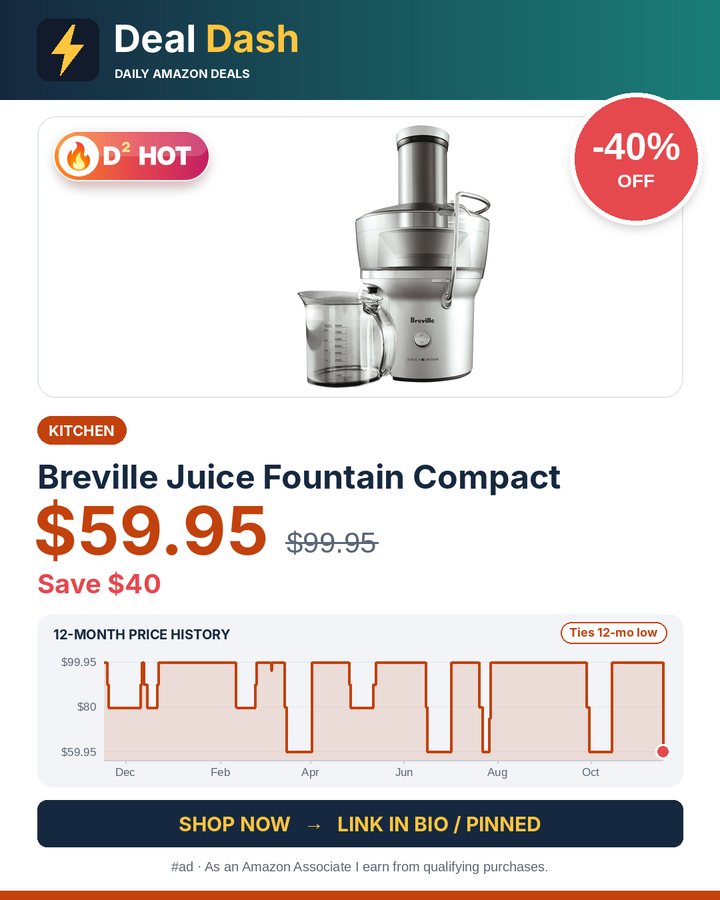 Deal Dash
DAILY AMAZON DEALS
D² HOT
-40%
OFF
Breville
JUICE FOUNTAIN
KITCHEN
Breville Juice Fountain Compact
$59.95 $99.95
Save $40
12-MONTH PRICE HISTORY
Ties 12-mo low
$99.95
$80
$59.95
Dec Feb Apr Jun Aug Oct
SHOP NOW → LINK IN BIO / PINNED
#ad · As an Amazon Associate I earn from qualifying purchases.